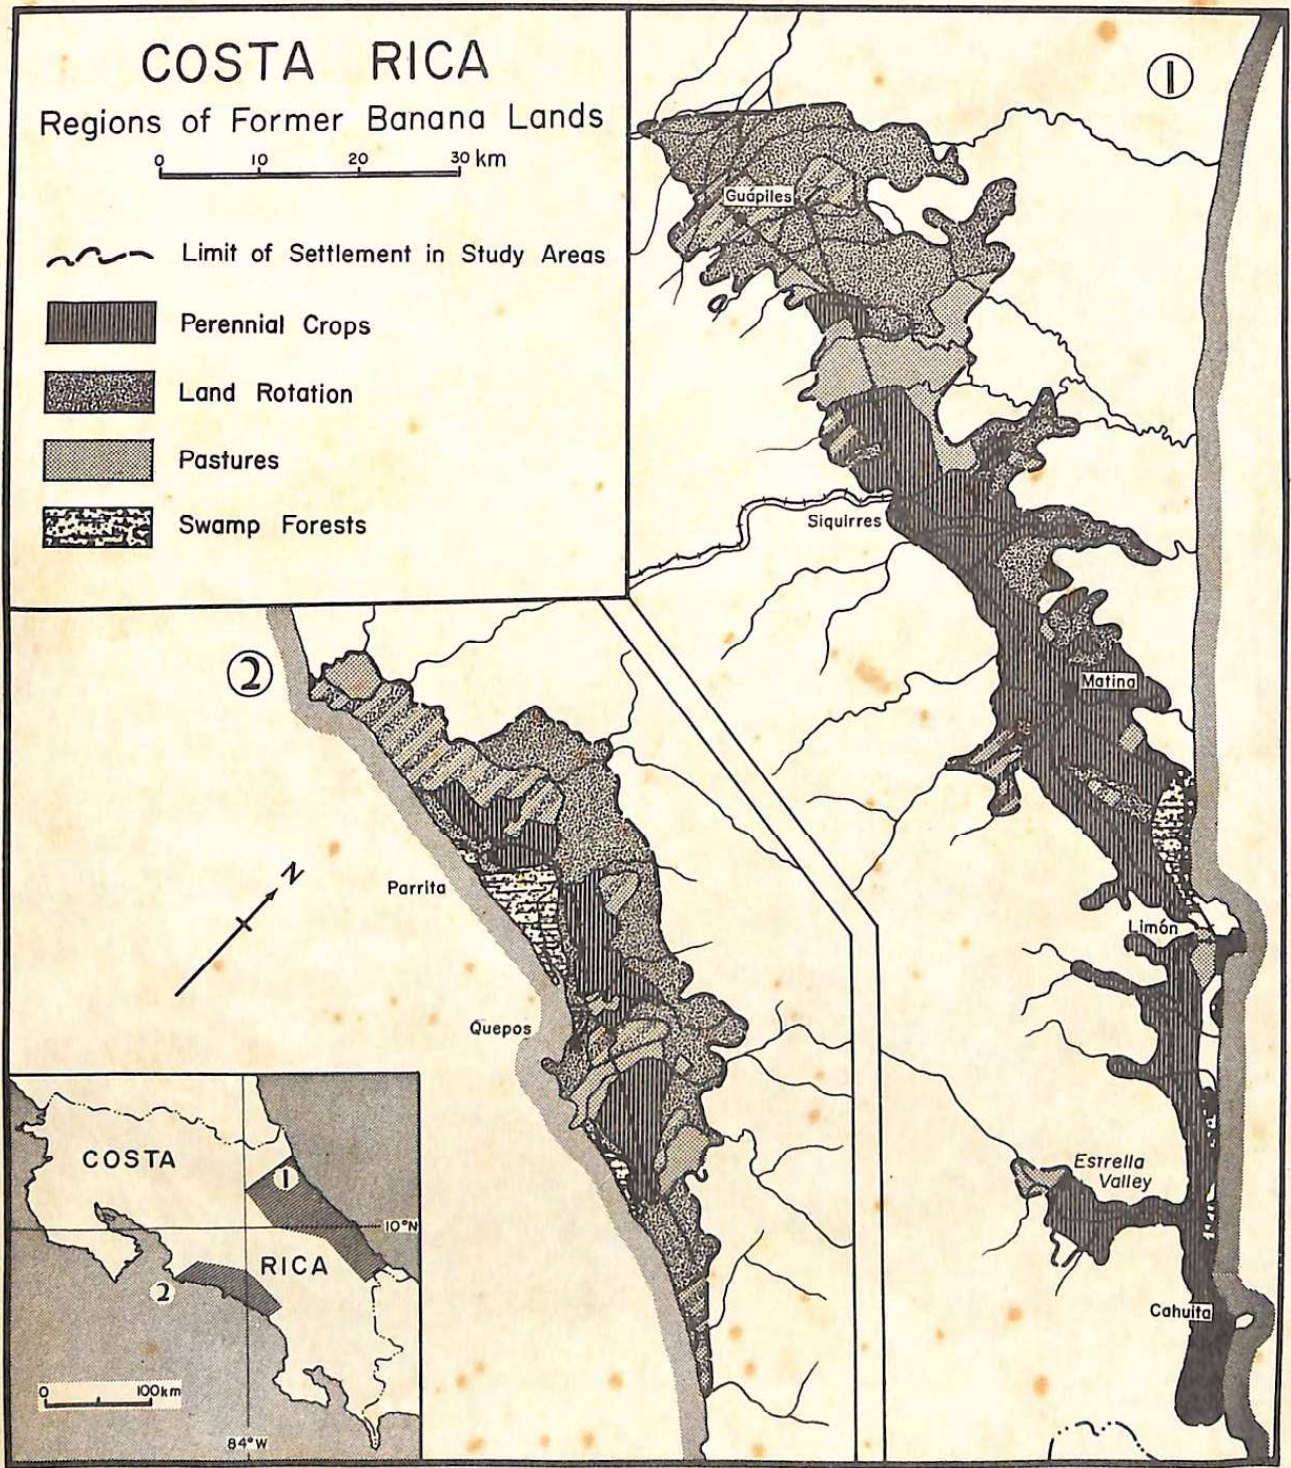 COSTA RICA
Regions of Former Banana Lands
0 10 20 30 km
Limit of Settlement in Study Areas
Perennial Crops
Land Rotation
Pastures
Swamp Forests
①
Guápiles
Siquirres
Matina
Limón
Estrella
Valley
Cahuita
②
Parrita
Quepos
N
COSTA
RICA
1
2
10°N
84°W
0 100km